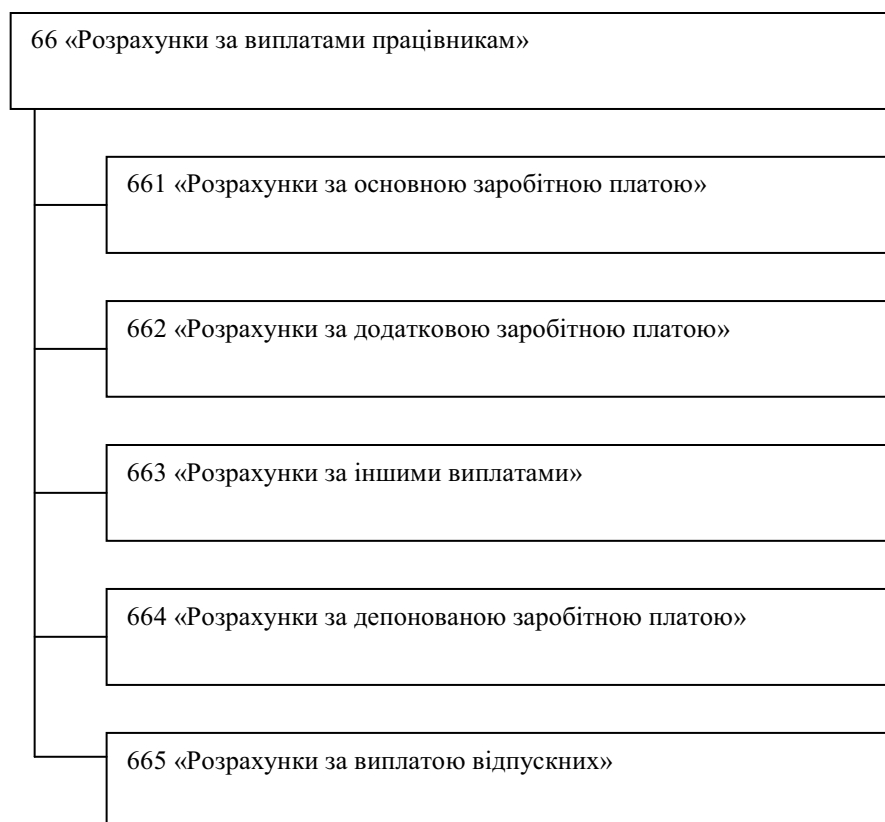 66 «Розрахунки за виплатами працівникам»
661 «Розрахунки за основною заробітною платою»
662 «Розрахунки за додатковою заробітною платою»
663 «Розрахунки за іншими виплатами»
664 «Розрахунки за депонованою заробітною платою»
665 «Розрахунки за виплатою відпускних»